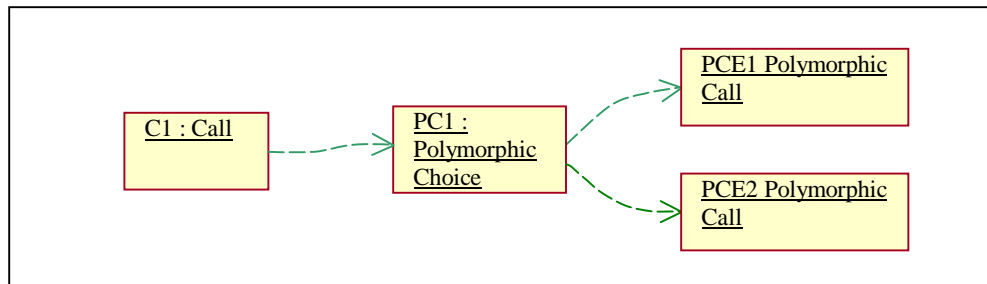 C1 : Call
PC1 :
Polymorphic
Choice
PCE1 Polymorphic
Call
PCE2 Polymorphic
Call